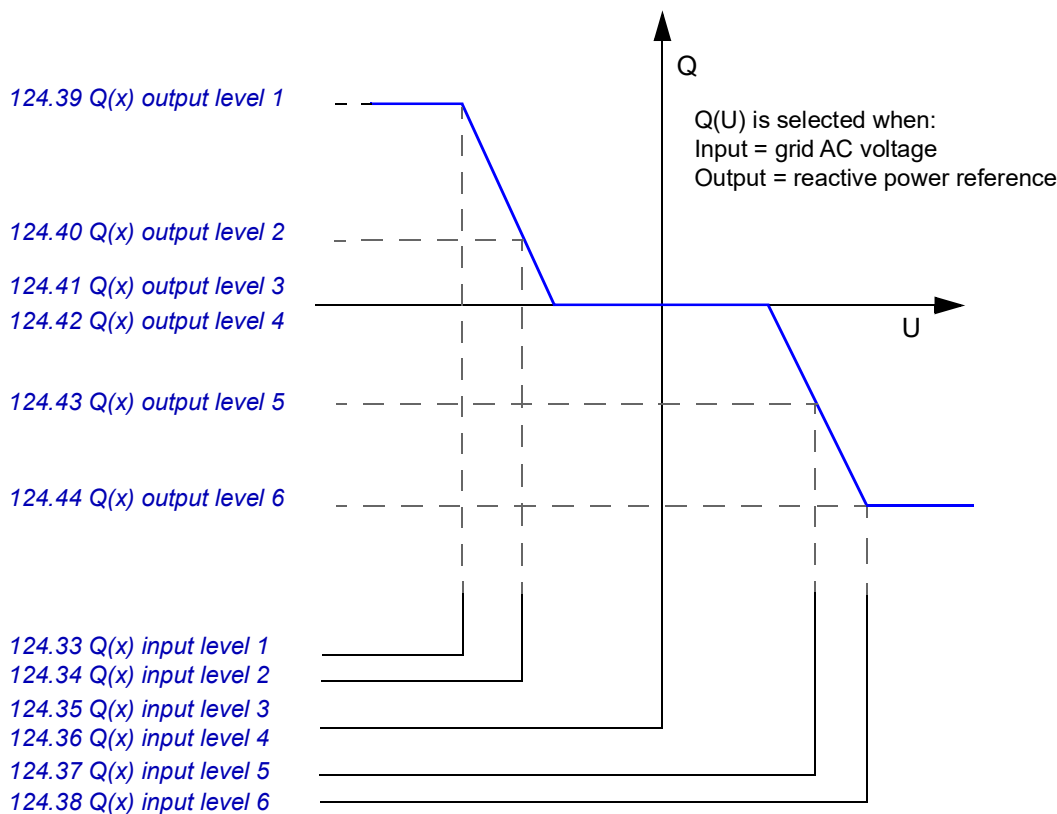 Q
124.39 Q(x) output level 1
Q(U) is selected when:
Input = grid AC voltage
Output = reactive power reference
124.40 Q(x) output level 2
124.41 Q(x) output level 3
124.42 Q(x) output level 4
U
124.43 Q(x) output level 5
124.44 Q(x) output level 6
124.33 Q(x) input level 1
124.34 Q(x) input level 2
124.35 Q(x) input level 3
124.36 Q(x) input level 4
124.37 Q(x) input level 5
124.38 Q(x) input level 6